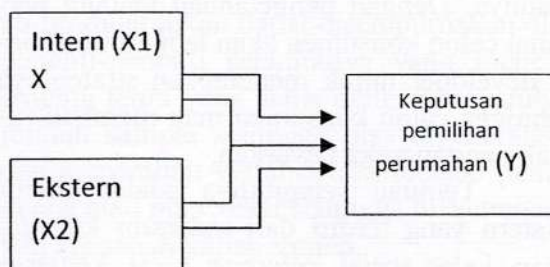 Intern (X1)
X
Ekstern
(X2)
Keputusan
pemilihan
perumahan (Y)